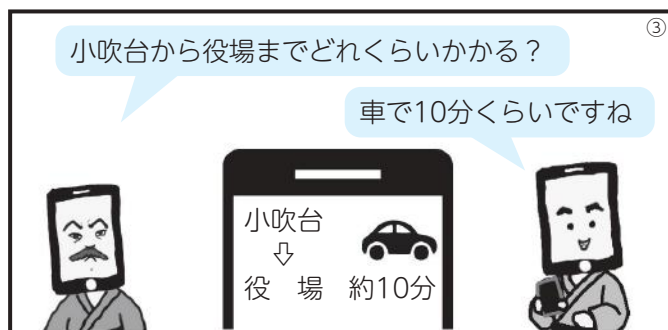 ③
小吹台から役場までどれくらいかかる？
車で10分くらいですね
小吹台
⇩
役　場　約10分